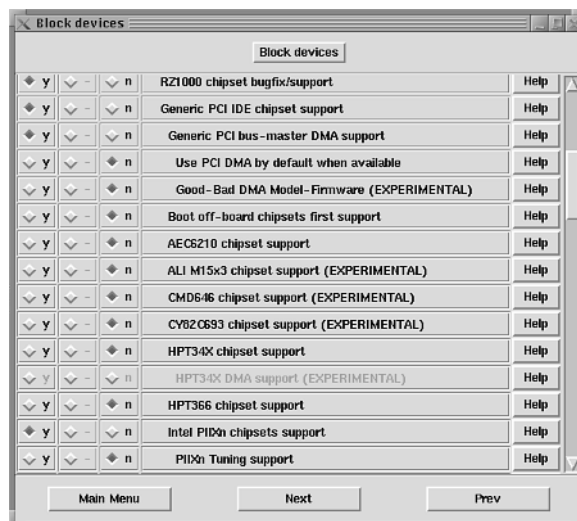 Block devices
Block devices
y - n RZ1000 chipset bugfix/support Help
y - n Generic PCI IDE chipset support Help
y - n Generic PCI bus-master DMA support Help
y - n Use PCI DMA by default when available Help
y - n Good-Bad DMA Model-Firmware (EXPERIMENTAL) Help
y - n Boot off-board chipsets first support Help
y - n AEC6210 chipset support Help
y - n ALI M15x3 chipset support (EXPERIMENTAL) Help
y - n CMD646 chipset support (EXPERIMENTAL) Help
y - n CY82C693 chipset support (EXPERIMENTAL) Help
y - n HPT34X chipset support Help
y - n HPT34X DMA support (EXPERIMENTAL) Help
y - n HPT366 chipset support Help
y - n Intel PIIXn chipsets support Help
y - n PIIXn Tuning support Help
Main Menu Next Prev